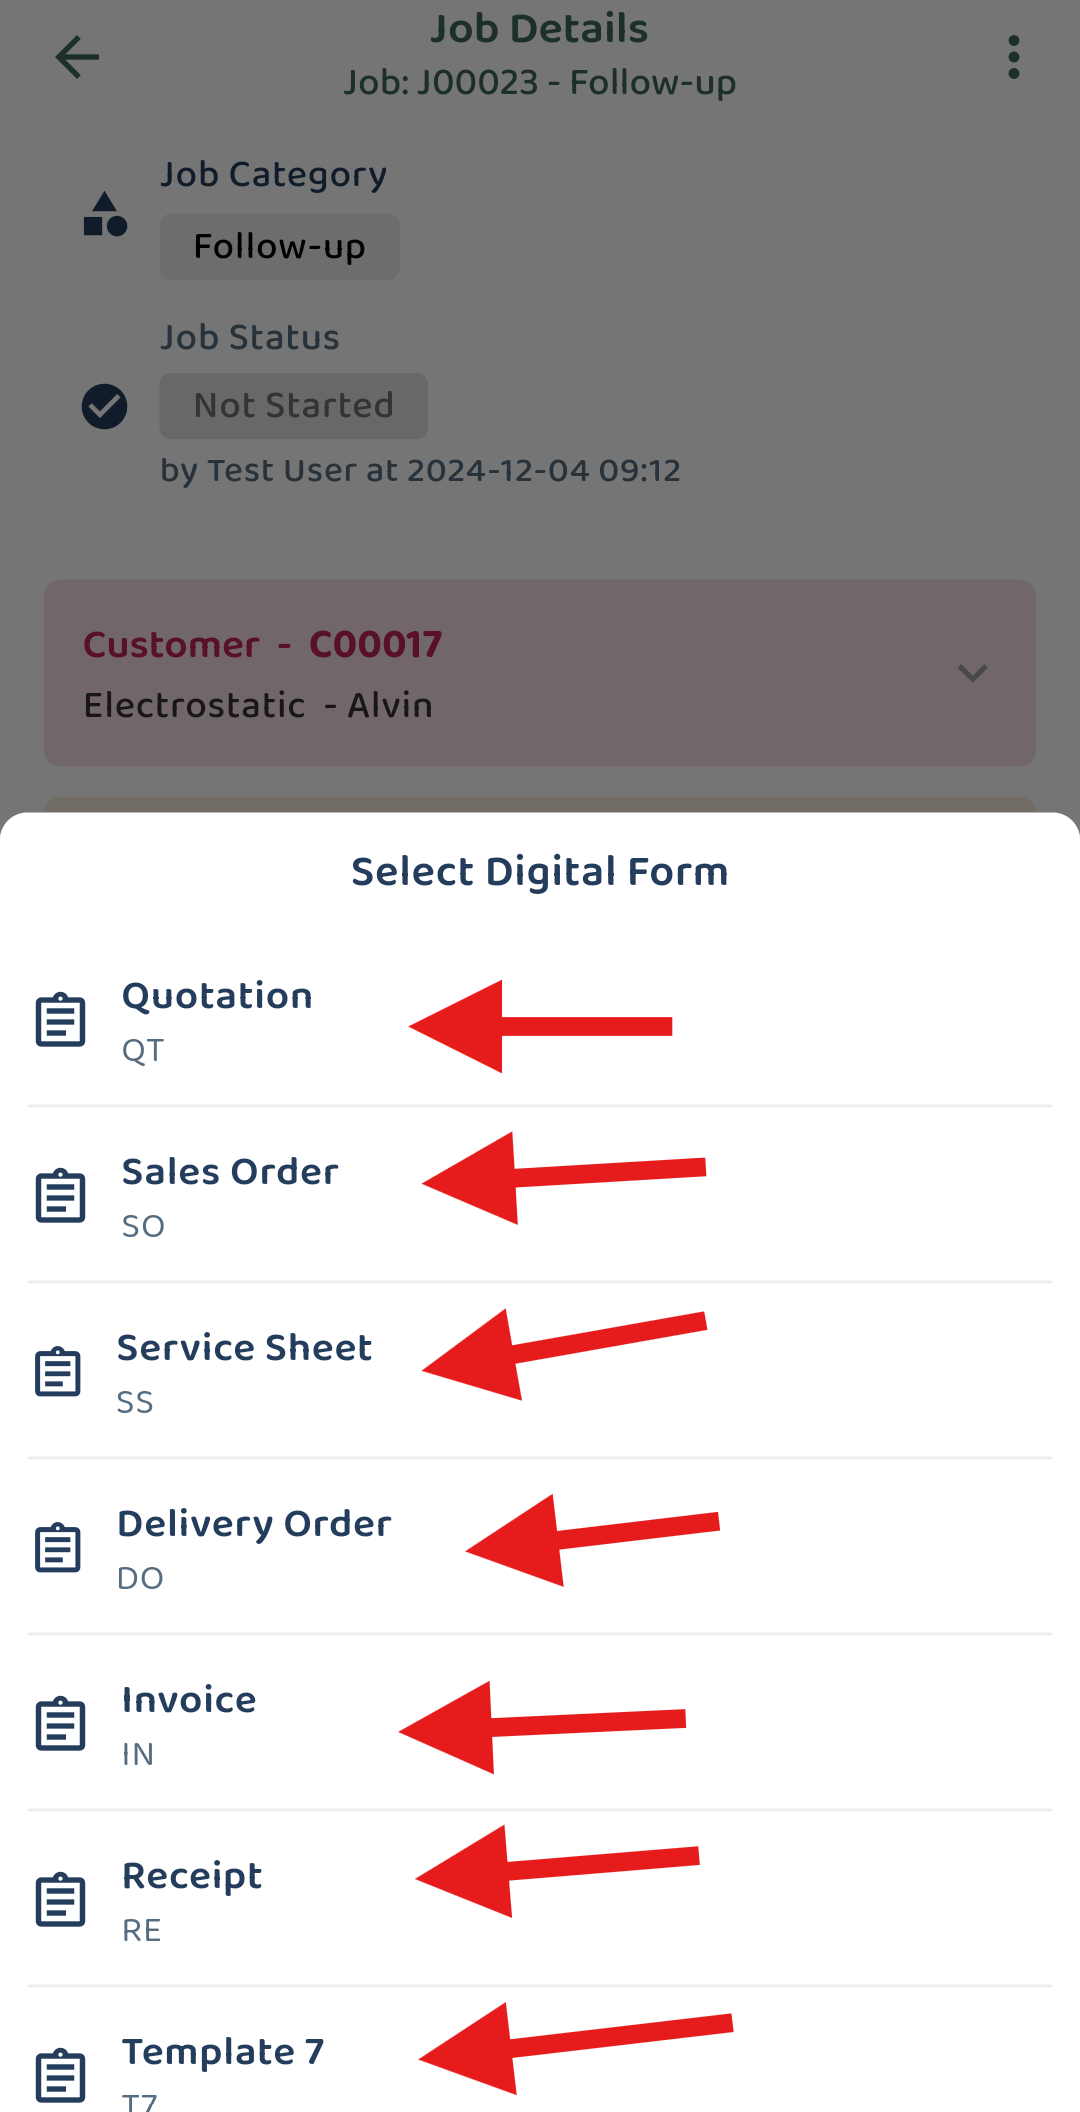 Job Details
Job: J00023 - Follow-up
Job Category
Follow-up
Job Status
Not Started
by Test User at 2024-12-04 09:12
Customer - C00017
Electrostatic - Alvin
Select Digital Form
Quotation
QT
Sales Order
SO
Service Sheet
SS
Delivery Order
DO
Invoice
IN
Receipt
RE
Template 7
T7